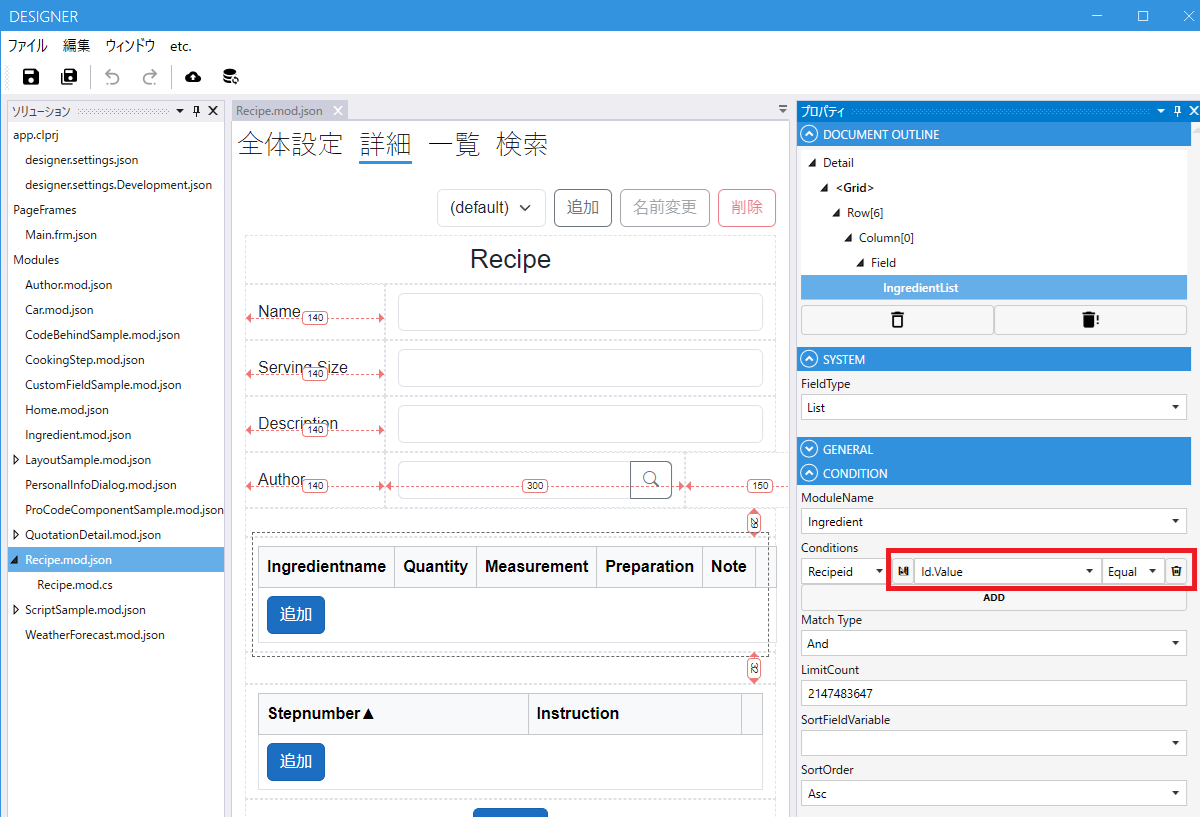 DESIGNER
ファイル 編集 ウィンドウ etc.
ソリューション
app.clprj
designer.settings.json
designer.settings.Development.json
PageFrames
Main.frm.json
Modules
Author.mod.json
Car.mod.json
CodeBehindSample.mod.json
CookingStep.mod.json
CustomFieldSample.mod.json
Home.mod.json
Ingredient.mod.json
LayoutSample.mod.json
PersonalInfoDialog.mod.json
ProCodeComponentSample.mod.json
QuotationDetail.mod.json
Recipe.mod.json
Recipe.mod.cs
ScriptSample.mod.json
WeatherForecast.mod.json
Recipe.mod.json
全体設定 詳細 一覧 検索
(default) 追加 名前変更 削除
Recipe
Name 140
Serving Size 140
Description 140
Author 140 300 150
Ingredientname Quantity Measurement Preparation Note
追加
Stepnumber▲ Instruction
追加
プロパティ
DOCUMENT OUTLINE
Detail
<Grid>
Row[6]
Column[0]
Field
IngredientList
SYSTEM
FieldType
List
GENERAL
CONDITION
ModuleName
Ingredient
Conditions
Recipeid Id.Value Equal
ADD
Match Type
And
LimitCount
2147483647
SortFieldVariable
SortOrder
Asc